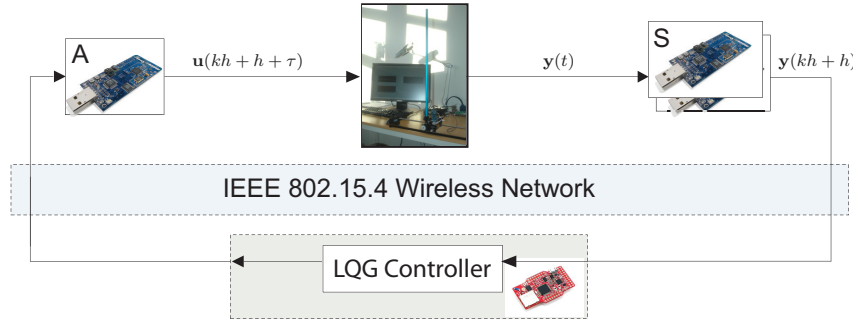 A
u(kh + h + τ)
y(t)
S
y(kh + h)
IEEE 802.15.4 Wireless Network
LQG Controller